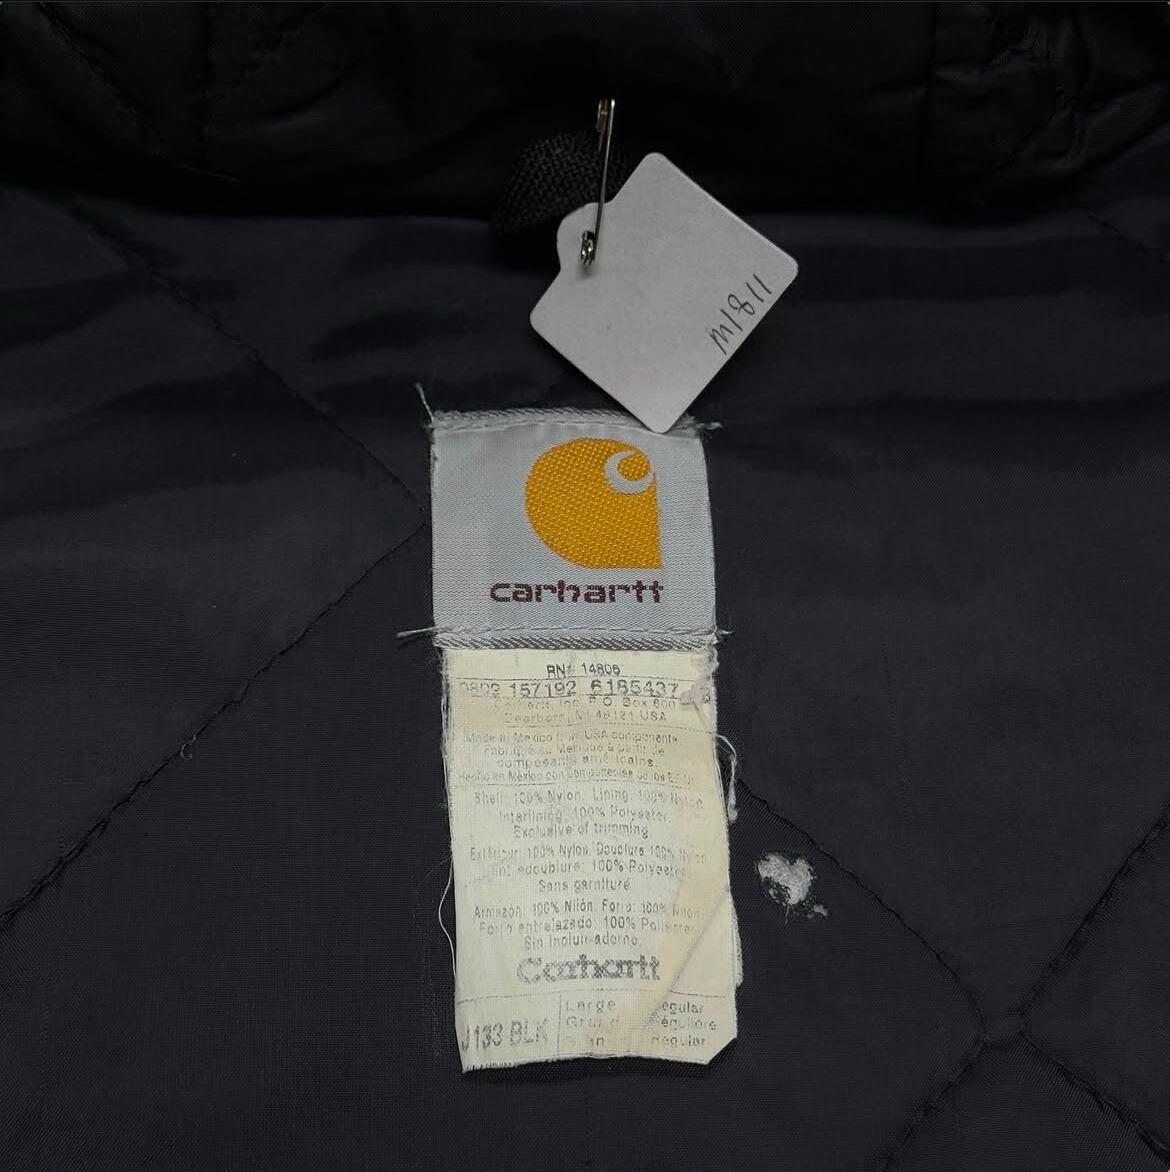 M1811
carhartt
RN# 14806
0809 157192 6185437
Carhartt, Inc. P.O. Box 600
Dearborn, MI 48121 USA
Made in Mexico from USA components
Fabriqué au Mexique à partir de
composants américains.
Hecho en México con componentes de los EE.U
Shell: 100% Nylon. Lining: 100% Nylon
Interlining: 100% Polyester.
Exclusive of trimming
Extérieur: 100% Nylon. Doublure 100% Nylon
doublure: 100% Polyester
Sans garniture
Armazon: 100% Nilón. Forro: 100% Nilon
Forro entrelazado: 100% Poliester
Sin incluir adorno.
Carhartt
J133 BLK
Large Regular
Grand Régulière
Regular